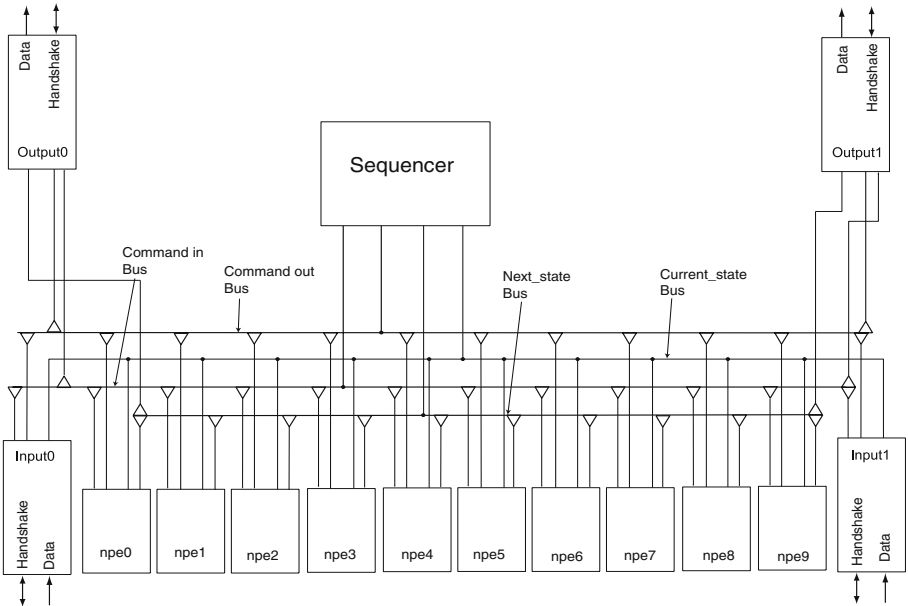 Data
Handshake
Output0
Data
Handshake
Output1
Sequencer
Command in
Bus
Command out
Bus
Next_state
Bus
Current_state
Bus
Input0
Handshake
Data
npe0
npe1
npe2
npe3
npe4
npe5
npe6
npe7
npe8
npe9
Input1
Handshake
Data